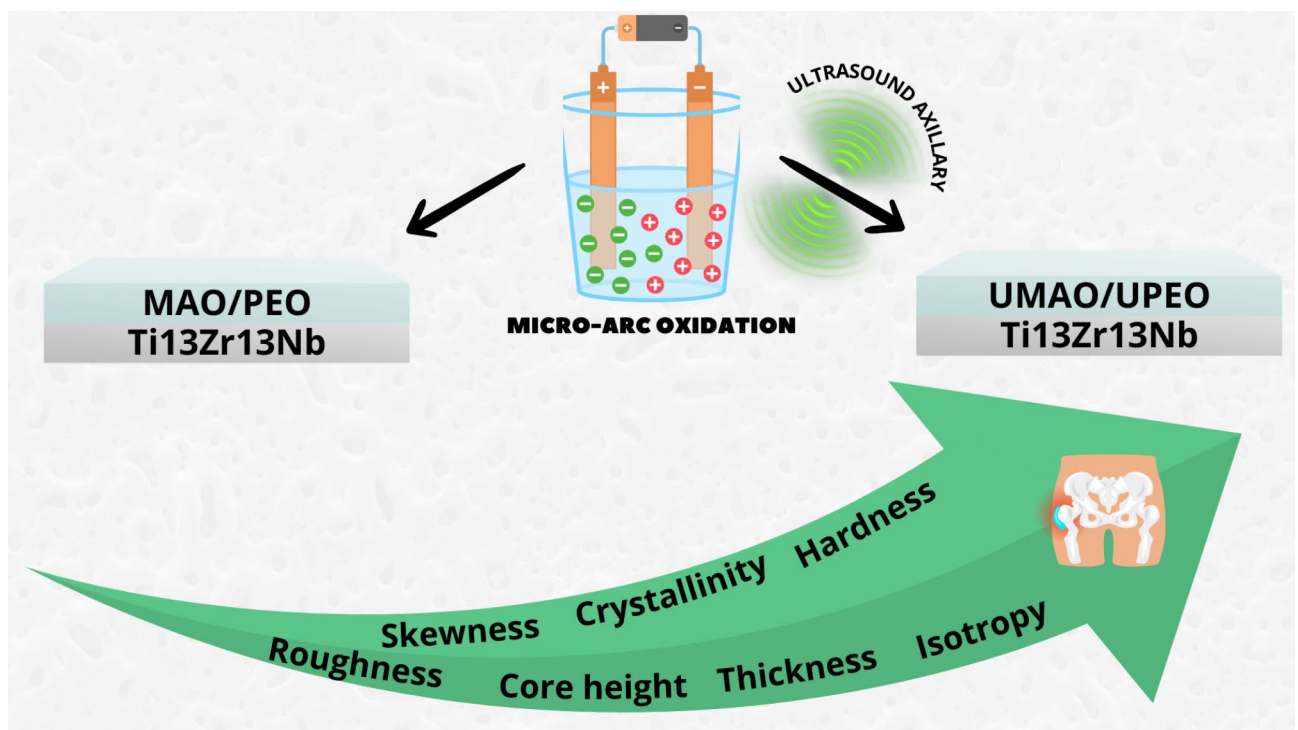 + -
+ -
ULTRASOUND AXILLARY
MICRO-ARC OXIDATION
MAO/PEO
Ti13Zr13Nb
UMAO/UPEO
Ti13Zr13Nb
Skewness Crystallinity Hardness
Roughness Core height Thickness Isotropy